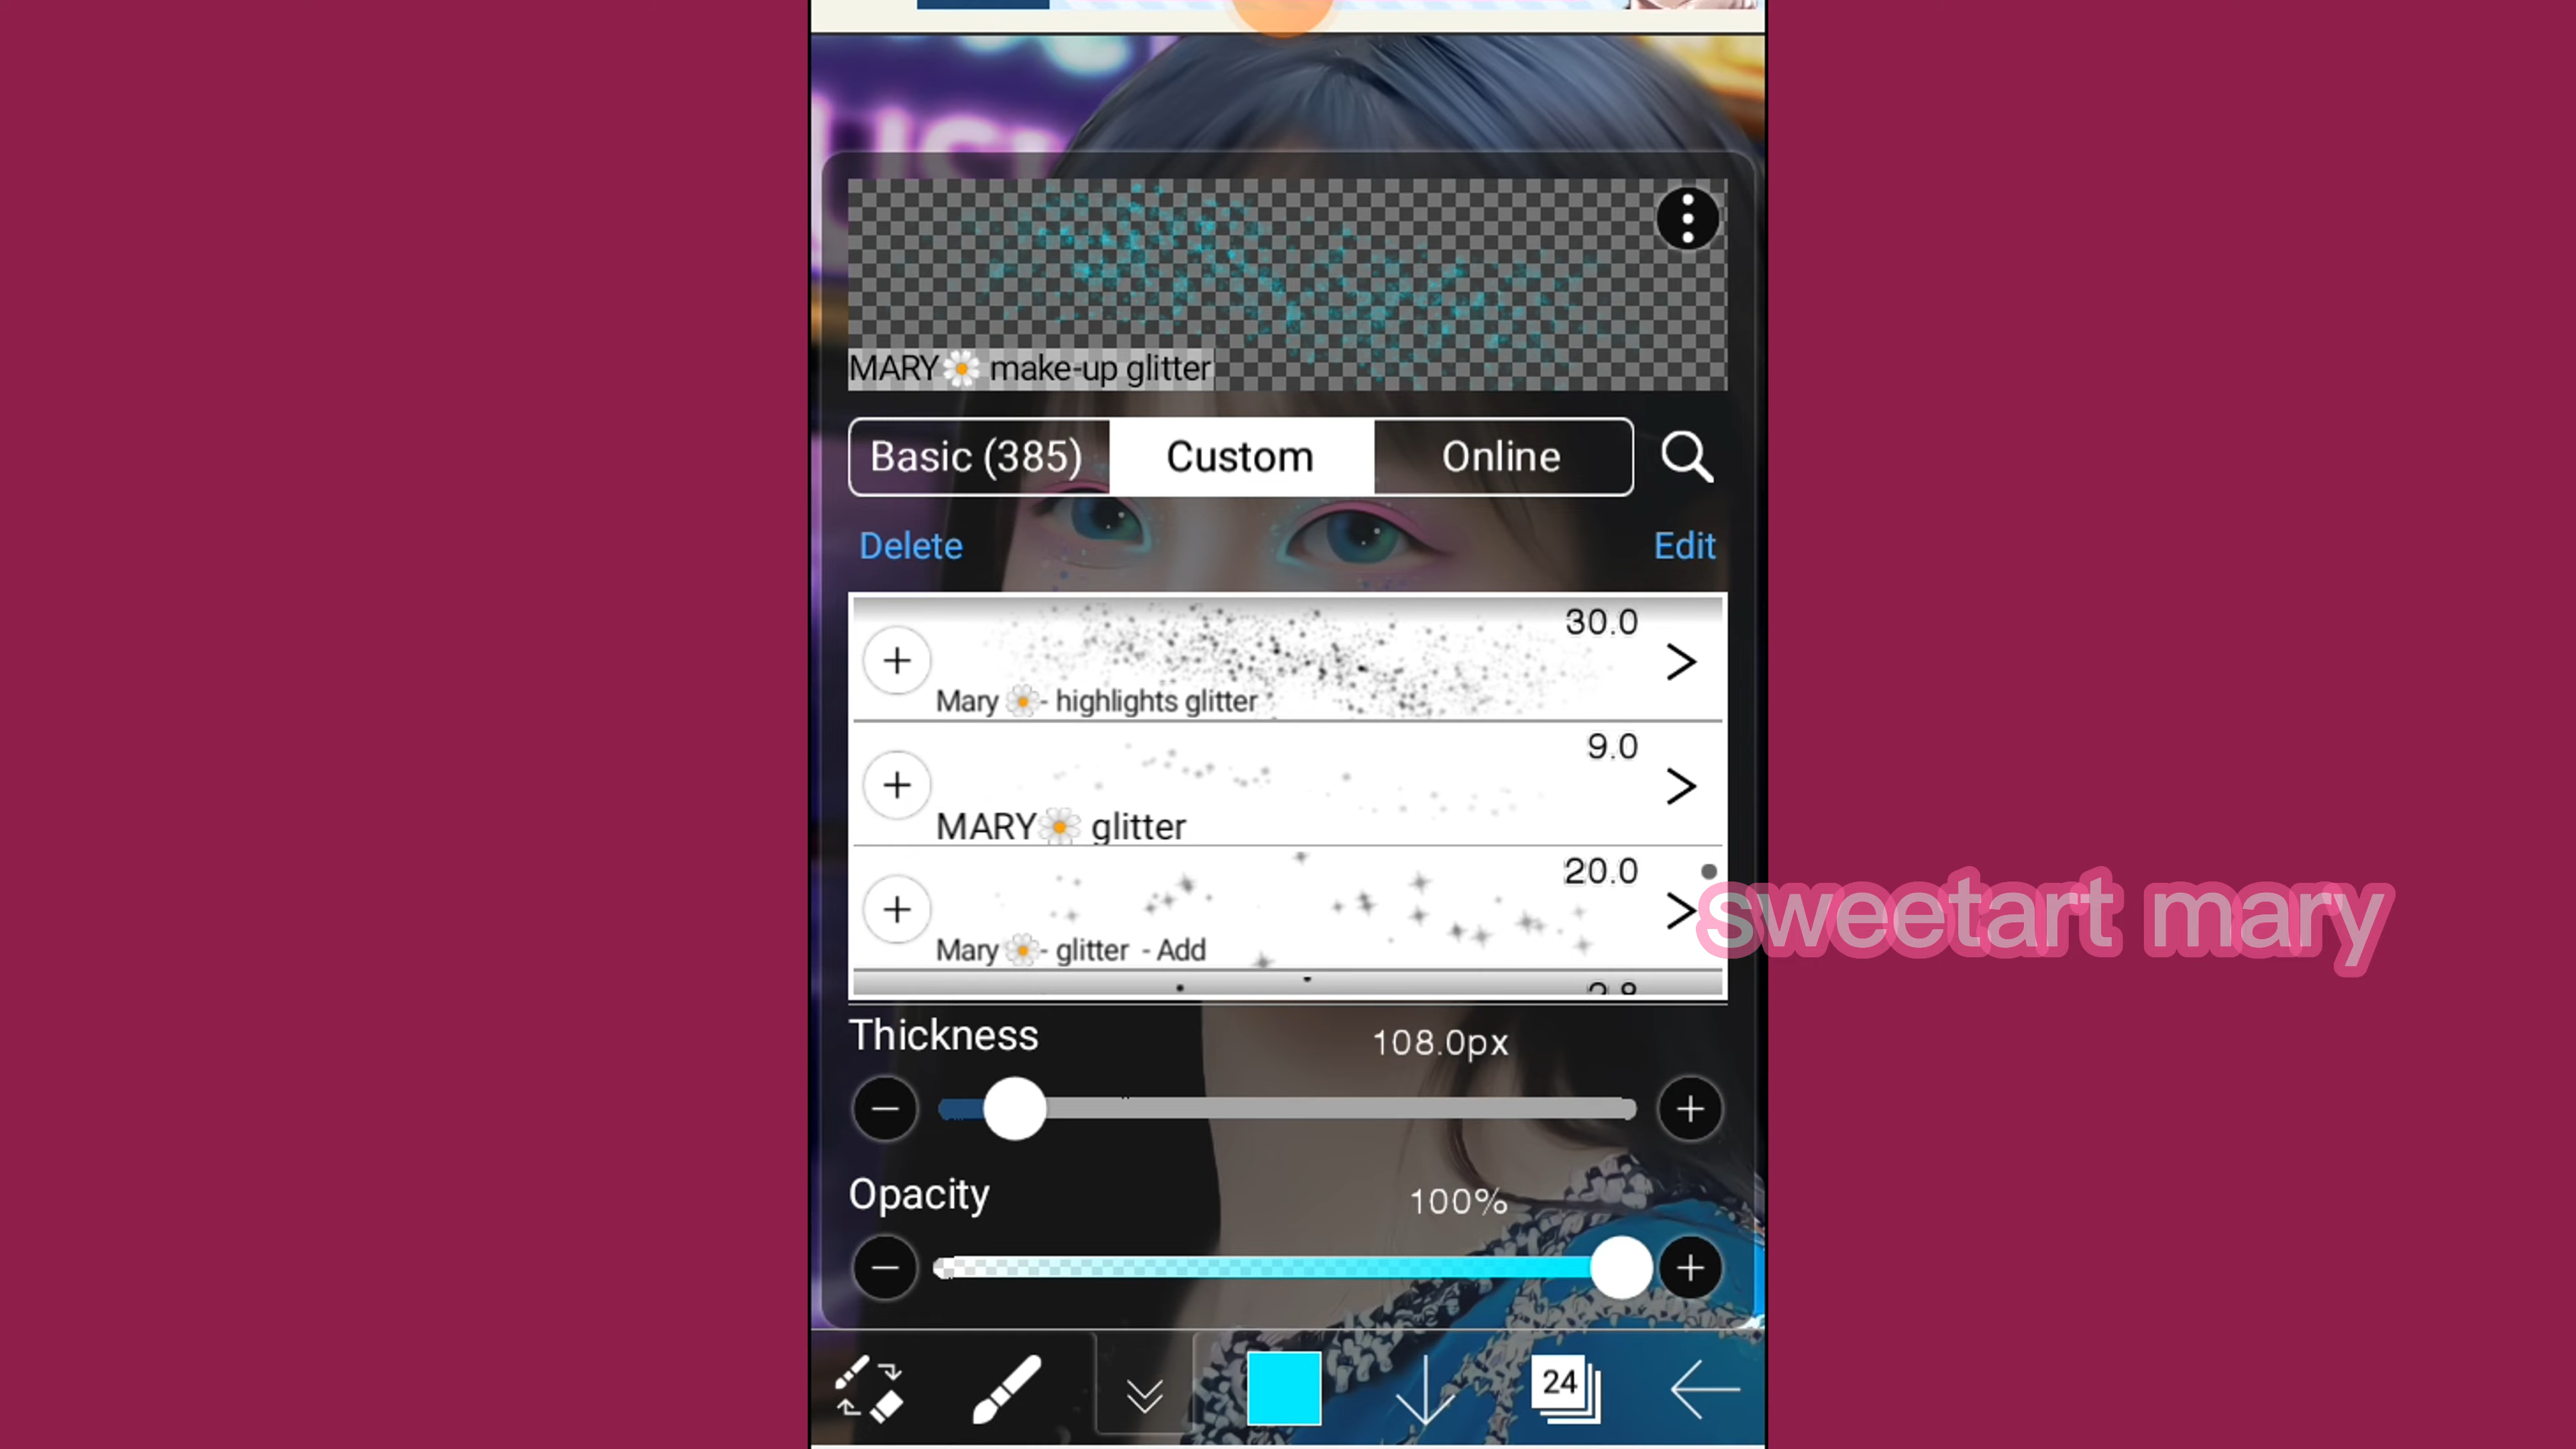 MARY🌼 make-up glitter
Basic (385) Custom Online
Delete Edit
30.0
Mary 🌼- highlights glitter
9.0
MARY🌼 glitter
20.0
Mary 🌼- glitter - Add
sweetart mary
Thickness 108.0px
Opacity 100%
24